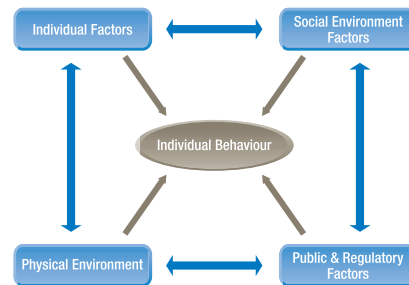 Individual Factors
Social Environment
Factors
Individual Behaviour
Physical Environment
Public & Regulatory
Factors